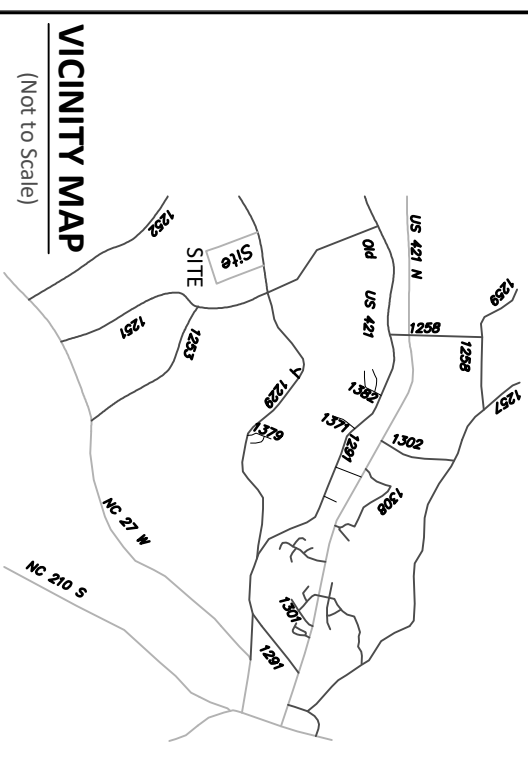 VICINITY MAP
(Not to Scale)
US 421 N
Old US 421
1259
1258
1258
1257
1252
Site
SITE
1251
1253
1229
1379
1382
1371
1291
1302
1308
NC 27 W
NC 210 S
1301
1291